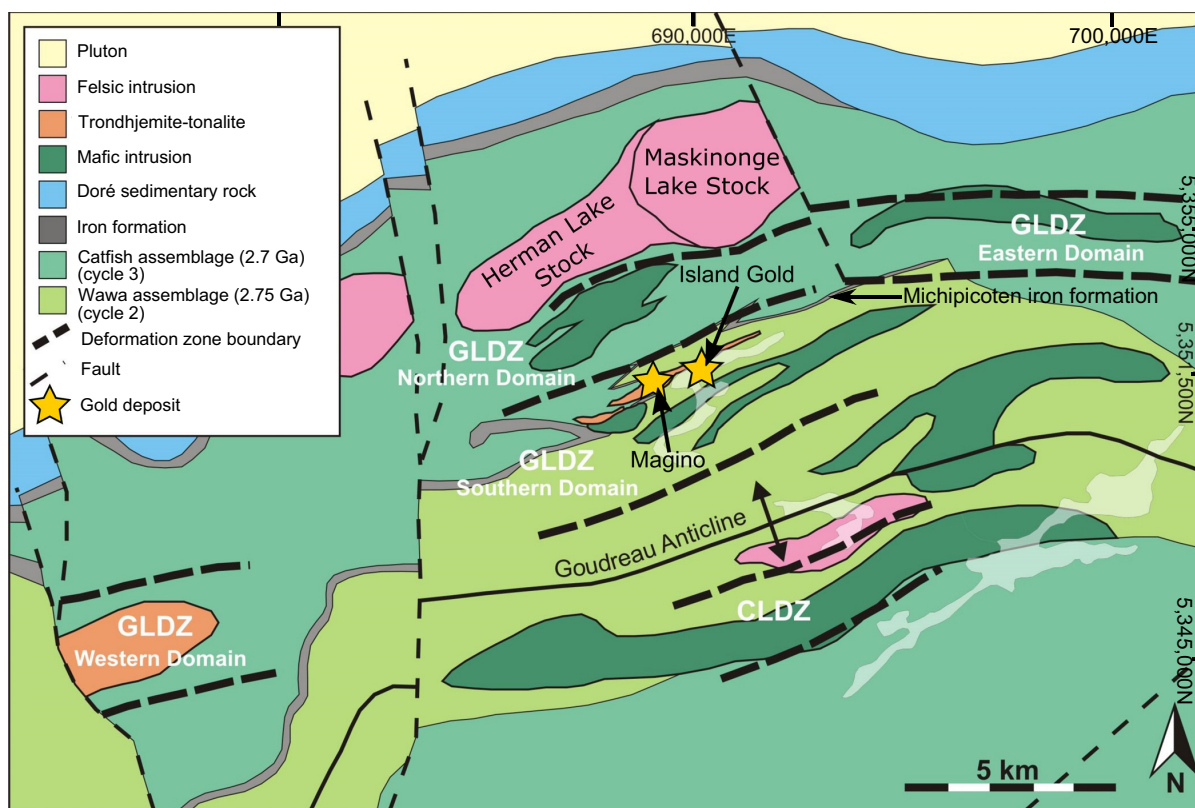 690,000E
700,000E
Pluton
Felsic intrusion
Trondhjemite-tonalite
Mafic intrusion
Doré sedimentary rock
Iron formation
Catfish assemblage (2.7 Ga)
(cycle 3)
Wawa assemblage (2.75 Ga)
(cycle 2)
Deformation zone boundary
Fault
Gold deposit
Maskinonge
Lake Stock
Herman Lake
Stock
5,355,000N
GLDZ
Eastern Domain
Island Gold
Michipicoten iron formation
GLDZ
Northern Domain
5,351,500N
Magino
GLDZ
Southern Domain
Goudreau Anticline
CLDZ
GLDZ
Western Domain
5,345,000N
5 km
N